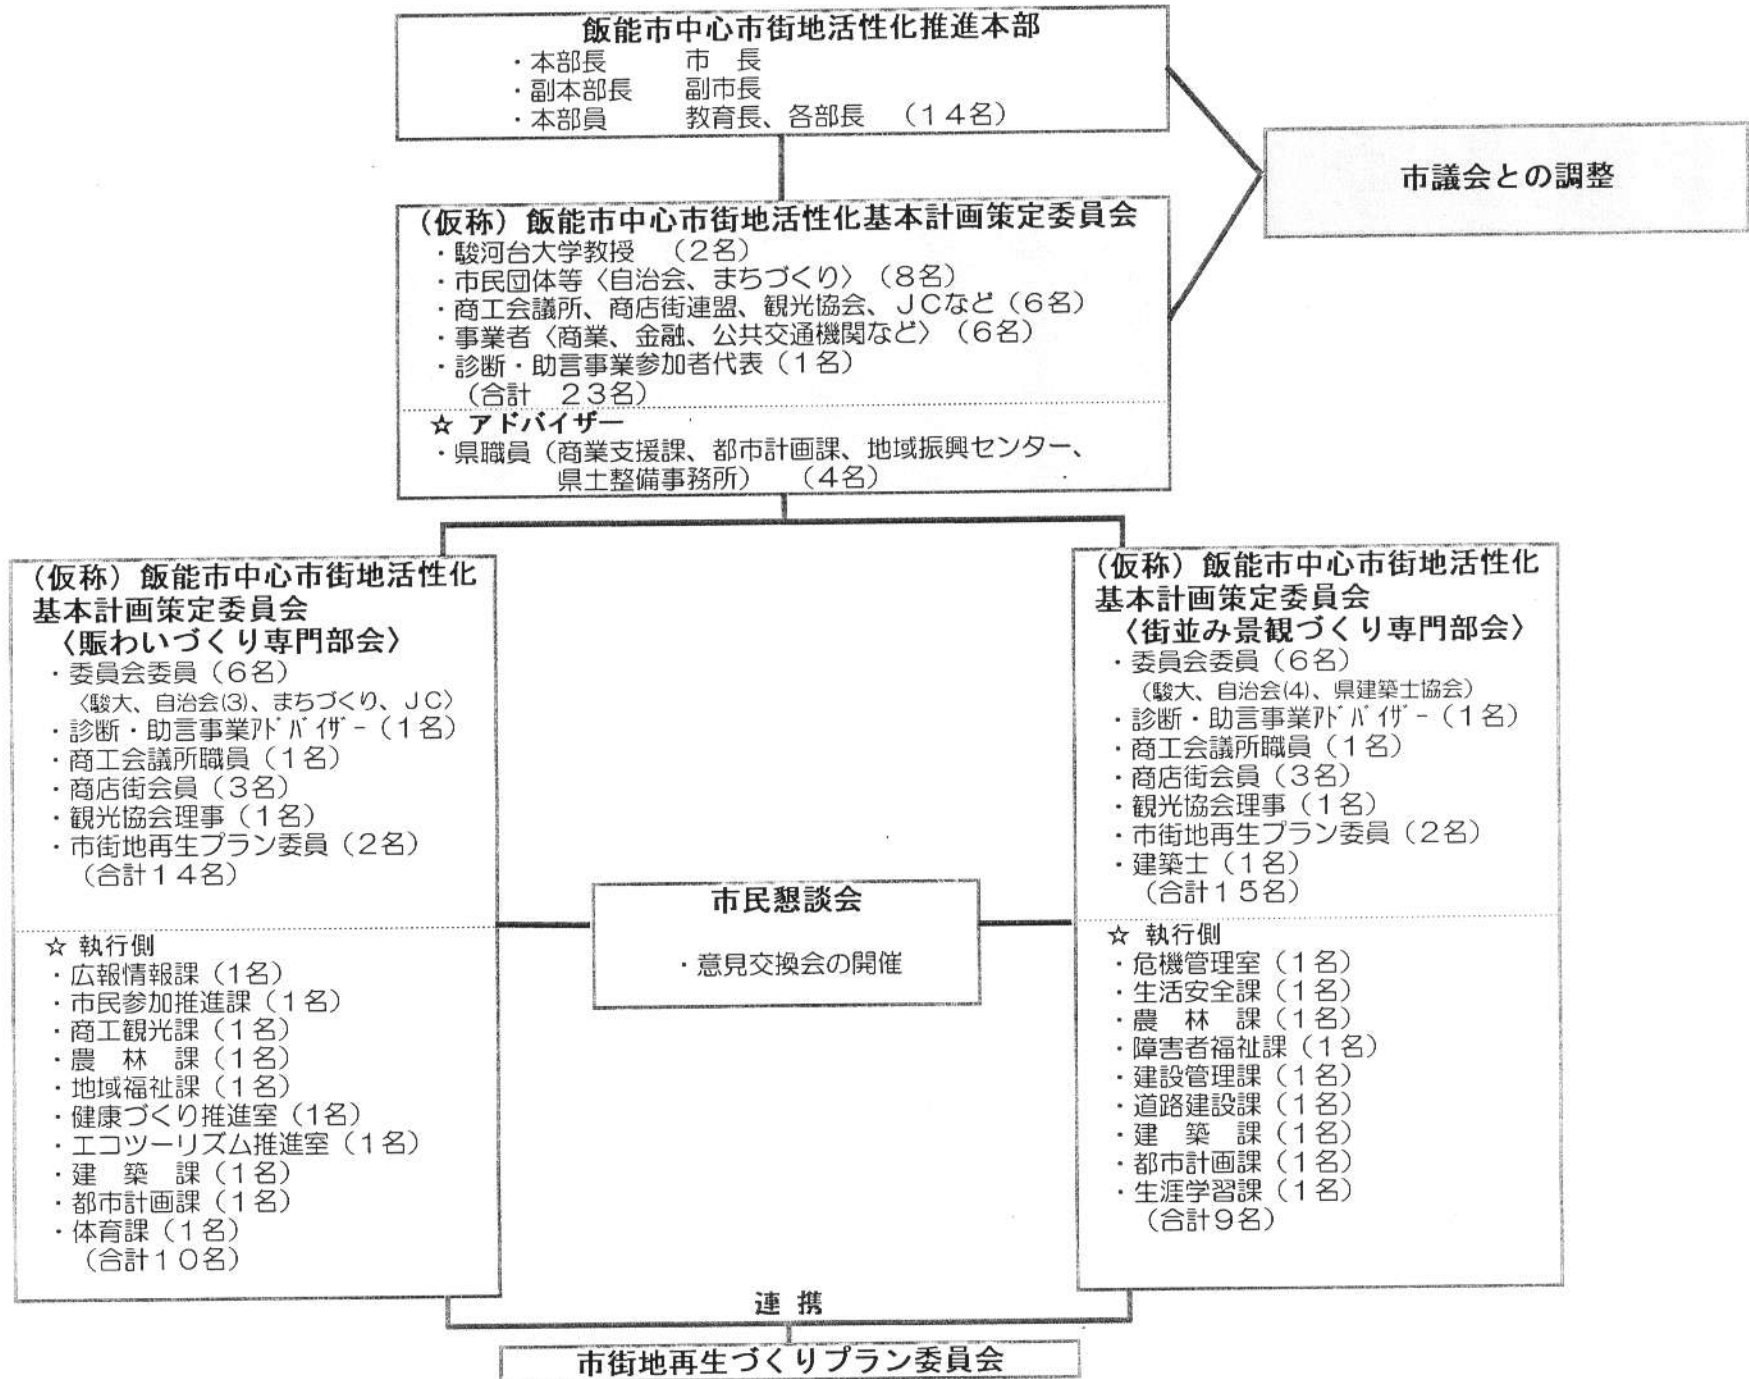 飯能市中心市街地活性化推進本部
・本部長　　　市　長
・副本部長　　副市長
・本部員　　　教育長、各部長　（１４名）
市議会との調整
（仮称）飯能市中心市街地活性化基本計画策定委員会
・駿河台大学教授　（２名）
・市民団体等〈自治会、まちづくり〉（８名）
・商工会議所、商店街連盟、観光協会、ＪＣなど（６名）
・事業者〈商業、金融、公共交通機関など〉（６名）
・診断・助言事業参加者代表（１名）
（合計　２３名）
☆ アドバイザー
・県職員（商業支援課、都市計画課、地域振興センター、
県土整備事務所）　（４名）
（仮称）飯能市中心市街地活性化
基本計画策定委員会
〈賑わいづくり専門部会〉
・委員会委員（６名）
〈駿大、自治会(3)、まちづくり、ＪＣ〉
・診断・助言事業ｱﾄﾞﾊﾞｲｻﾞｰ（１名）
・商工会議所職員（１名）
・商店街会員（３名）
・観光協会理事（１名）
・市街地再生プラン委員（２名）
（合計１４名）
☆ 執行側
・広報情報課（１名）
・市民参加推進課（１名）
・商工観光課（１名）
・農　林　課（１名）
・地域福祉課（１名）
・健康づくり推進室（１名）
・エコツーリズム推進室（１名）
・建　築　課（１名）
・都市計画課（１名）
・体育課（１名）
（合計１０名）
市民懇談会
・意見交換会の開催
（仮称）飯能市中心市街地活性化
基本計画策定委員会
〈街並み景観づくり専門部会〉
・委員会委員（６名）
（駿大、自治会(4)、県建築士協会）
・診断・助言事業ｱﾄﾞﾊﾞｲｻﾞｰ（１名）
・商工会議所職員（１名）
・商店街会員（３名）
・観光協会理事（１名）
・市街地再生プラン委員（２名）
・建築士（１名）
（合計１５名）
☆ 執行側
・危機管理室（１名）
・生活安全課（１名）
・農　林　課（１名）
・障害者福祉課（１名）
・建設管理課（１名）
・道路建設課（１名）
・建　築　課（１名）
・都市計画課（１名）
・生涯学習課（１名）
（合計９名）
連 携
市街地再生づくりプラン委員会